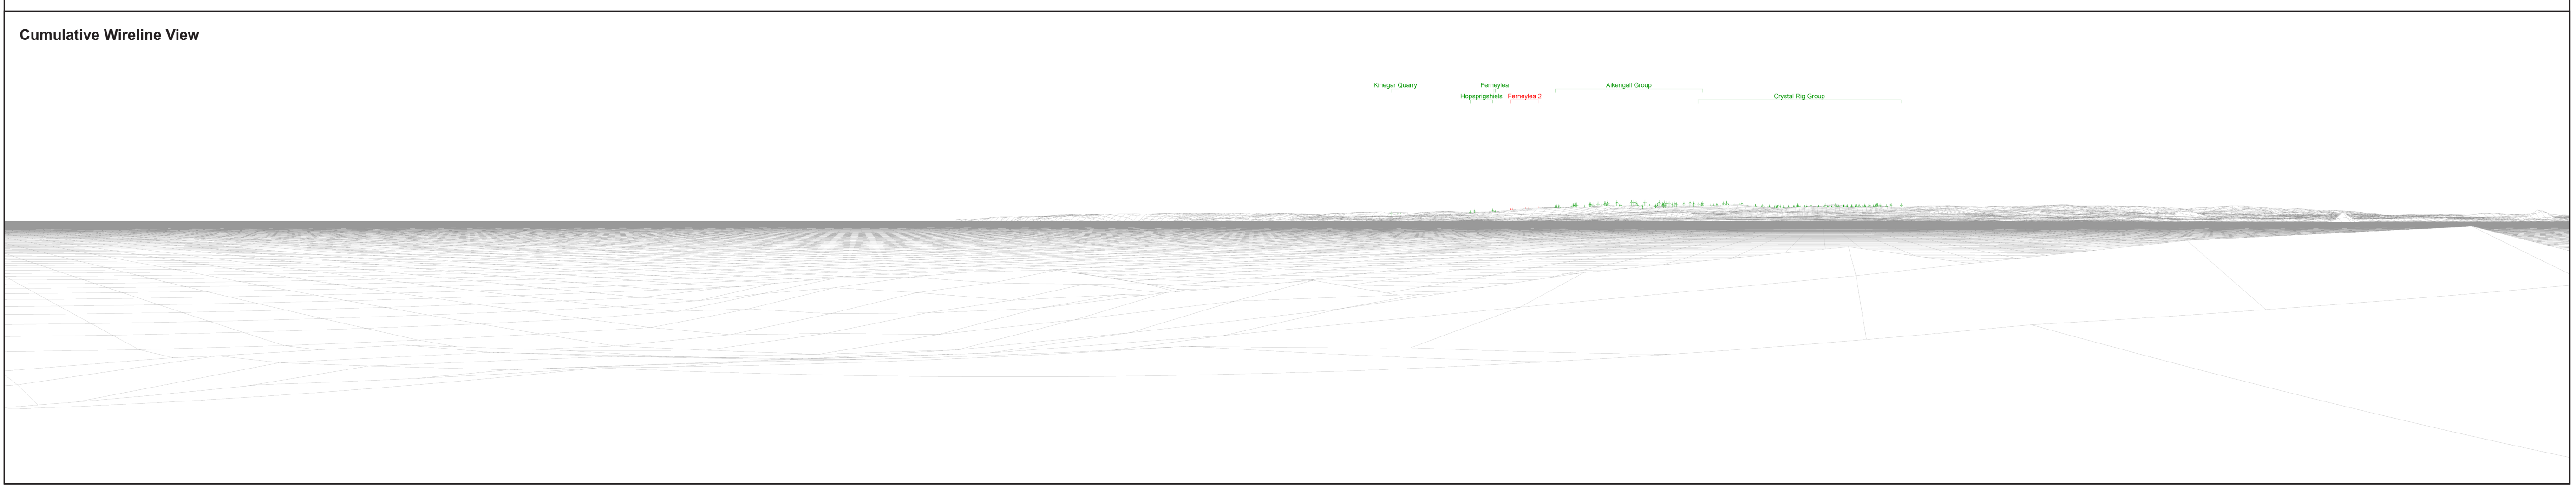 Cumulative Wireline View
Kinegar Quarry
Ferneylea
Aikengall Group
Hopsprigshiels
Ferneylea 2
Crystal Rig Group